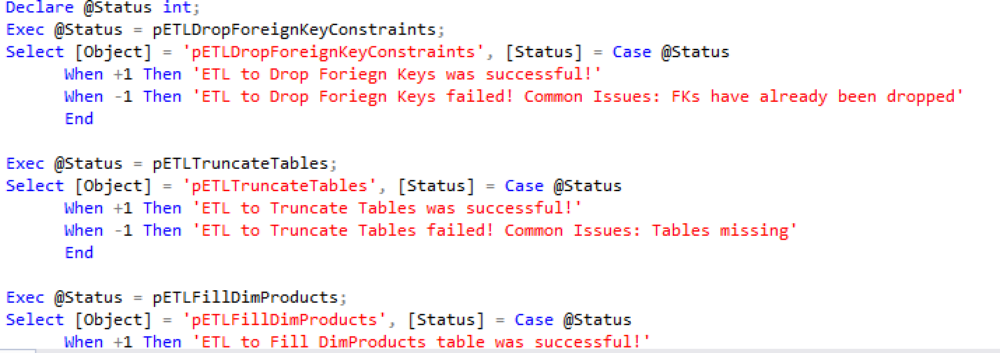 Declare @Status int;
Exec @Status = pETLDropForeignKeyConstraints;
Select [Object] = 'pETLDropForeignKeyConstraints', [Status] = Case @Status
When +1 Then 'ETL to Drop Foriegn Keys was successful!'
When -1 Then 'ETL to Drop Foriegn Keys failed! Common Issues: FKs have already been dropped'
End
Exec @Status = pETLTruncateTables;
Select [Object] = 'pETLTruncateTables', [Status] = Case @Status
When +1 Then 'ETL to Truncate Tables was successful!'
When -1 Then 'ETL to Truncate Tables failed! Common Issues: Tables missing'
End
Exec @Status = pETLFillDimProducts;
Select [Object] = 'pETLFillDimProducts', [Status] = Case @Status
When +1 Then 'ETL to Fill DimProducts table was successful!'